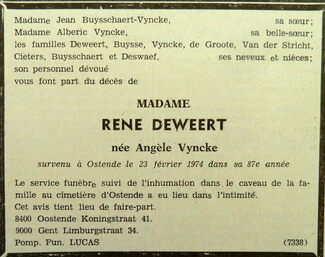 Madame Jean Buysschaert-Vyncke, sa sœur;
Madame Alberic Vyncke, sa belle-sœur;
les familles Deweert, Buysse, Vyncke, de Groote, Van der Stricht,
Cieters, Buysschaert et Deswaef, ses neveux et nièces;
son personnel dévoué
vous font part du décès de
MADAME
RENE DEWEERT
née Angèle Vyncke
survenu à Ostende le 23 février 1974 dans sa 87e année
Le service funèbre suivi de l'inhumation dans le caveau de la fa-
mille au cimetière d'Ostende a eu lieu dans l'intimité.
Cet avis tient lieu de faire-part.
8400 Oostende Koningstraat 41.
9000 Gent Limburgstraat 34.
Pomp. Fun. LUCAS (7338)